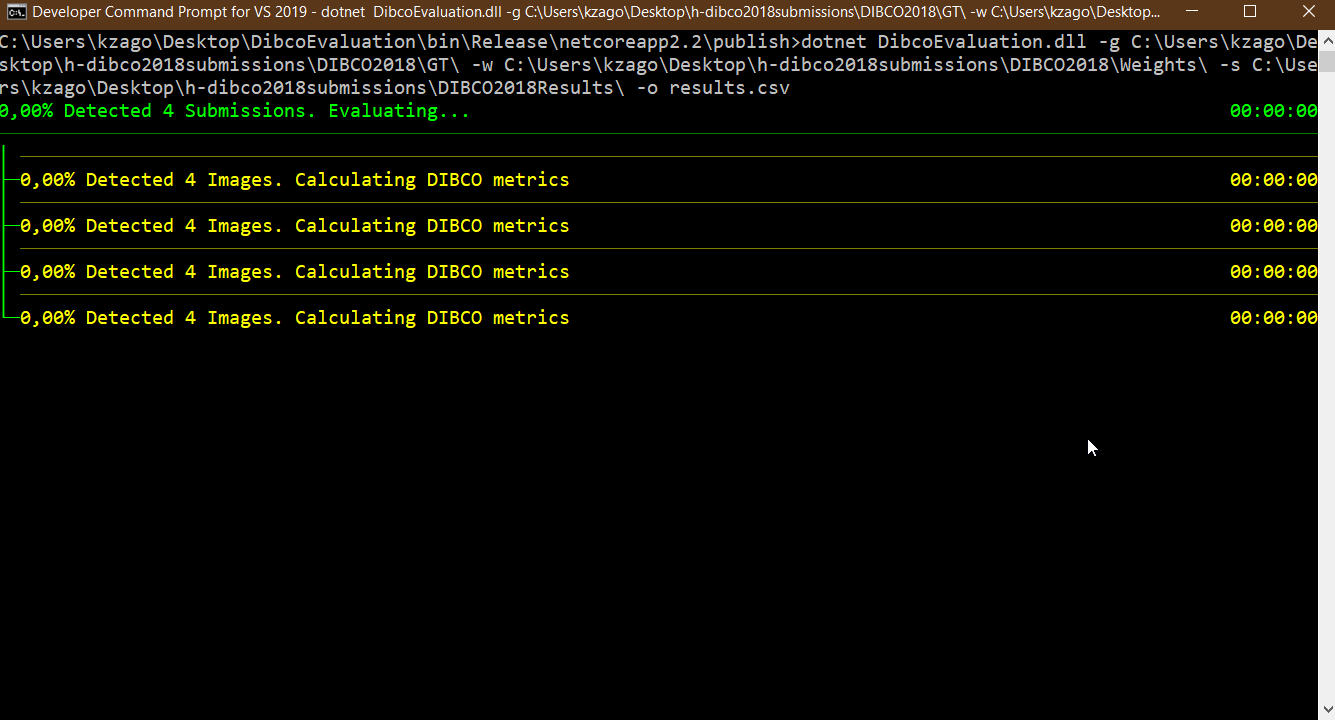 Developer Command Prompt for VS 2019 - dotnet  DibcoEvaluation.dll -g C:\Users\kzago\Desktop\h-dibco2018submissions\DIBCO2018\GT\ -w C:\Users\kzago\Desktop...
C:\Users\kzago\Desktop\DibcoEvaluation\bin\Release\netcoreapp2.2\publish>dotnet DibcoEvaluation.dll -g C:\Users\kzago\De
sktop\h-dibco2018submissions\DIBCO2018\GT\ -w C:\Users\kzago\Desktop\h-dibco2018submissions\DIBCO2018\Weights\ -s C:\Use
rs\kzago\Desktop\h-dibco2018submissions\DIBCO2018Results\ -o results.csv
0,00% Detected 4 Submissions. Evaluating... 00:00:00
0,00% Detected 4 Images. Calculating DIBCO metrics 00:00:00
0,00% Detected 4 Images. Calculating DIBCO metrics 00:00:00
0,00% Detected 4 Images. Calculating DIBCO metrics 00:00:00
0,00% Detected 4 Images. Calculating DIBCO metrics 00:00:00